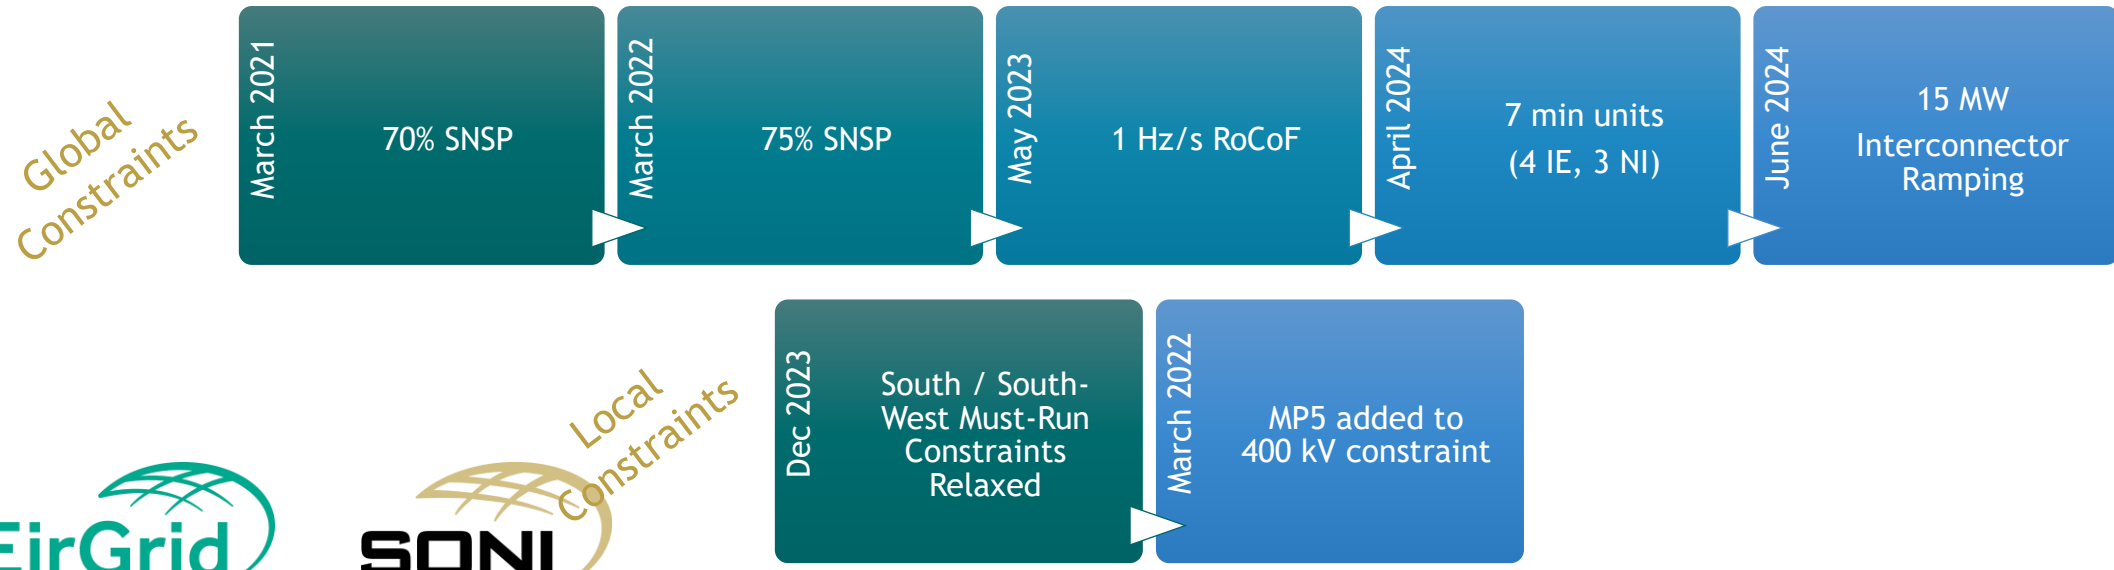 Global
Constraints
March 2021
70% SNSP
March 2022
75% SNSP
May 2023
1 Hz/s RoCoF
April 2024
7 min units
(4 IE, 3 NI)
June 2024
15 MW
Interconnector
Ramping
Local
Constraints
Dec 2023
South / South-
West Must-Run
Constraints
Relaxed
March 2022
MP5 added to
400 kV constraint
EirGrid
SONI